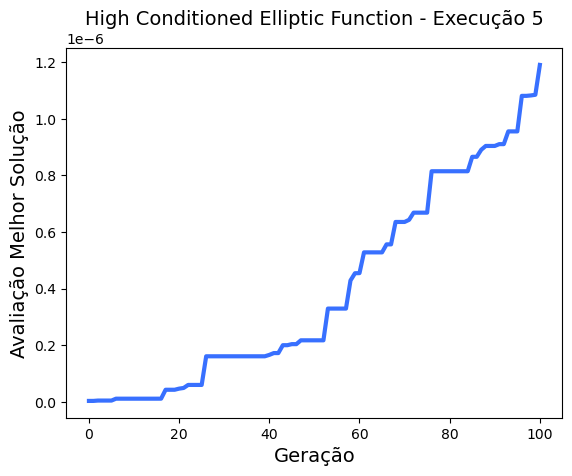 High Conditioned Elliptic Function - Execução 5
1e−6
1.2
1.0
0.8
0.6
0.4
0.2
0.0
Avaliação Melhor Solução
0 20 40 60 80 100
Geração